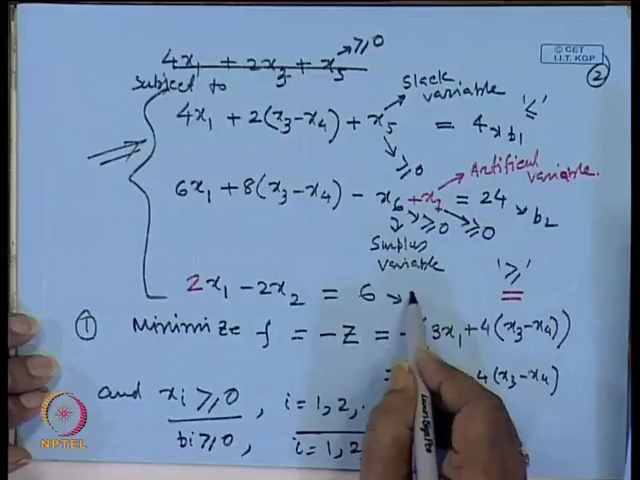 4x₁ + 2x₃ + x₅ → ≥ 0
© CET
I.I.T. KGP
2
Subject to
Slack variable
4x₁ + 2(x₃ - x₄) + x₅ = 4 → b₁
'≤'
≥ 0
Artificial variable.
6x₁ + 8(x₃ - x₄) - x₆ + x₇ = 24 → b₂
≥ 0 ≥ 0
Surplus variable
'≥'
2x₁ - 2x₂ = 6 →
① Minimize f = -Z = - 3x₁ + 4(x₃ - x₄))
= 4(x₃ - x₄)
and xᵢ ≥ 0, i = 1, 2,
bᵢ ≥ 0, i = 1, 2
NPTEL